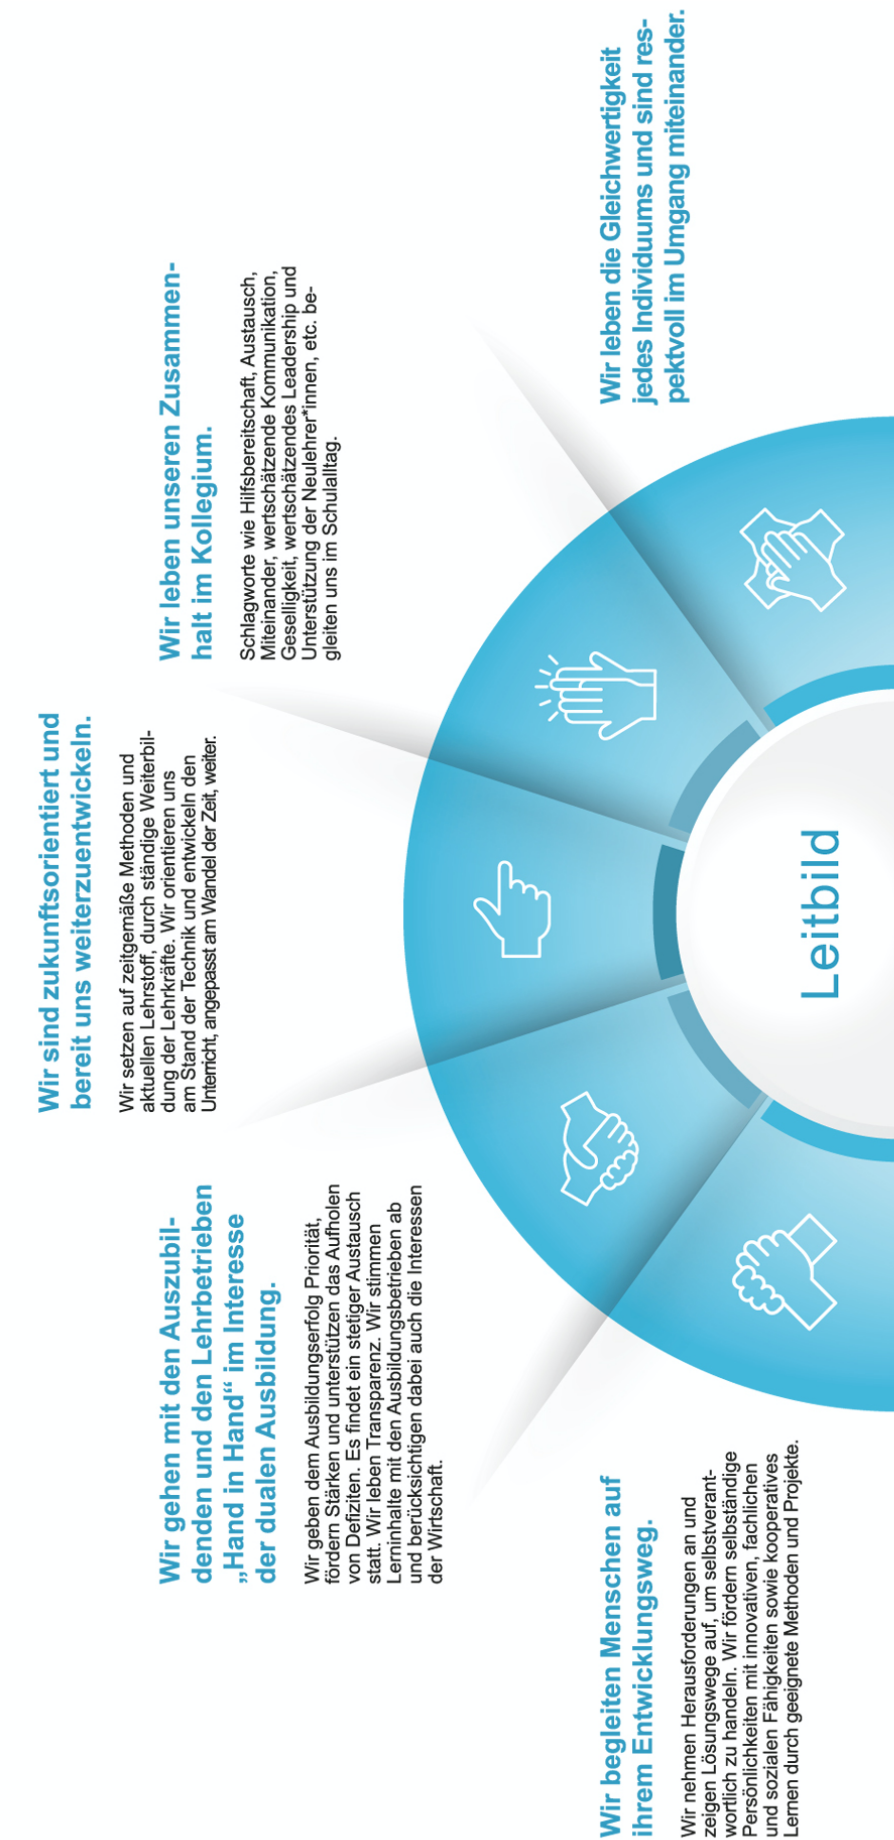 Wir begleiten Menschen auf
ihrem Entwicklungsweg.
Wir nehmen Herausforderungen an und
zeigen Lösungswege auf, um selbstverant-
wortlich zu handeln. Wir fördern selbständige
Persönlichkeiten mit innovativen, fachlichen
und sozialen Fähigkeiten sowie kooperatives
Lernen durch geeignete Methoden und Projekte.
Wir gehen mit den Auszubil-
denden und den Lehrbetrieben
„Hand in Hand“ im Interesse
der dualen Ausbildung.
Wir geben dem Ausbildungserfolg Priorität,
fördern Stärken und unterstützen das Aufholen
von Defiziten. Es findet ein stetiger Austausch
statt. Wir leben Transparenz. Wir stimmen
Lerninhalte mit den Ausbildungsbetrieben ab
und berücksichtigen dabei auch die Interessen
der Wirtschaft.
Wir sind zukunftsorientiert und
bereit uns weiterzuentwickeln.
Wir setzen auf zeitgemäße Methoden und
aktuellen Lehrstoff, durch ständige Weiterbil-
dung der Lehrkräfte. Wir orientieren uns
am Stand der Technik und entwickeln den
Unterricht, angepasst am Wandel der Zeit, weiter.
Wir leben unseren Zusammen-
halt im Kollegium.
Schlagworte wie Hilfsbereitschaft, Austausch,
Miteinander, wertschätzende Kommunikation,
Geselligkeit, wertschätzendes Leadership und
Unterstützung der Neulehrer*innen, etc. be-
gleiten uns im Schulalltag.
Wir leben die Gleichwertigkeit
jedes Individuums und sind res-
pektvoll im Umgang miteinander.
Leitbild